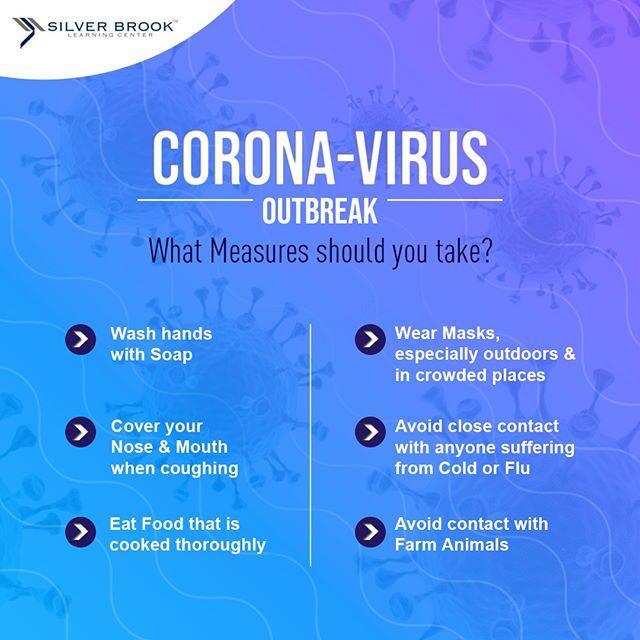 SILVER BROOK™
LEARNING CENTER
CORONA-VIRUS
OUTBREAK
What Measures should you take?
Wash hands
with Soap
Cover your
Nose & Mouth
when coughing
Eat Food that is
cooked thoroughly
Wear Masks,
especially outdoors &
in crowded places
Avoid close contact
with anyone suffering
from Cold or Flu
Avoid contact with
Farm Animals